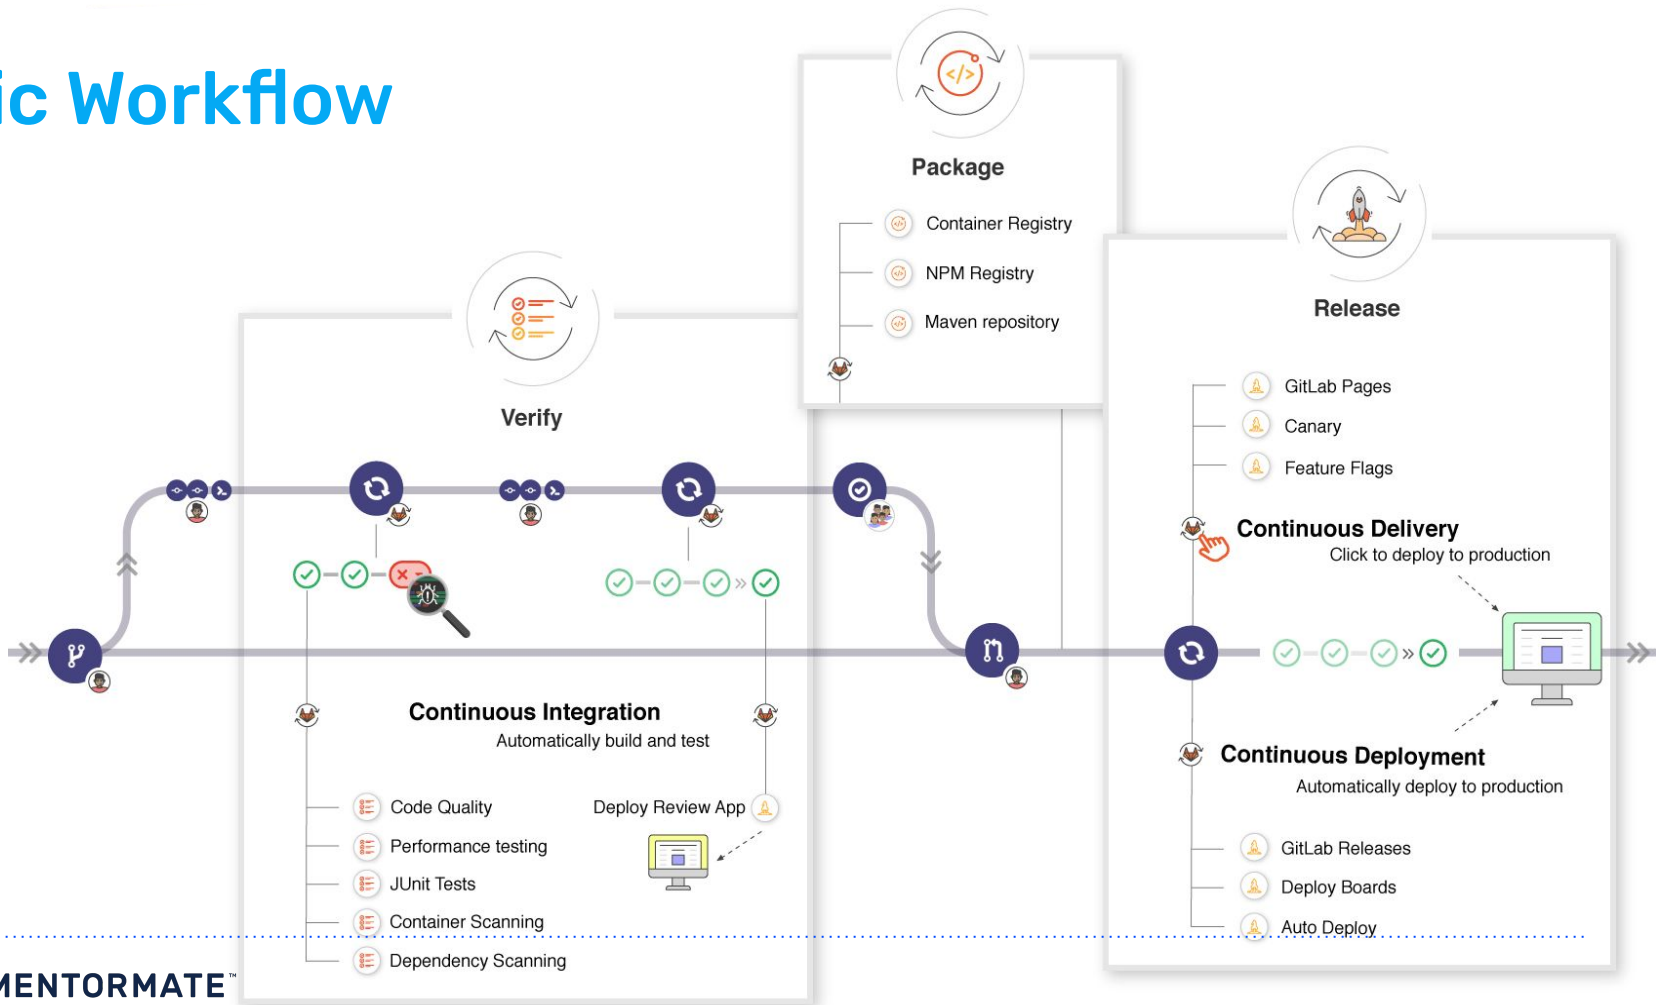 ic Workflow
Package
Container Registry
NPM Registry
Maven repository
Release
GitLab Pages
Canary
Feature Flags
Continuous Delivery
Click to deploy to production
Verify
Continuous Integration
Automatically build and test
Code Quality
Performance testing
JUnit Tests
Container Scanning
Dependency Scanning
Deploy Review App
Continuous Deployment
Automatically deploy to production
GitLab Releases
Deploy Boards
Auto Deploy
MENTORMATE™